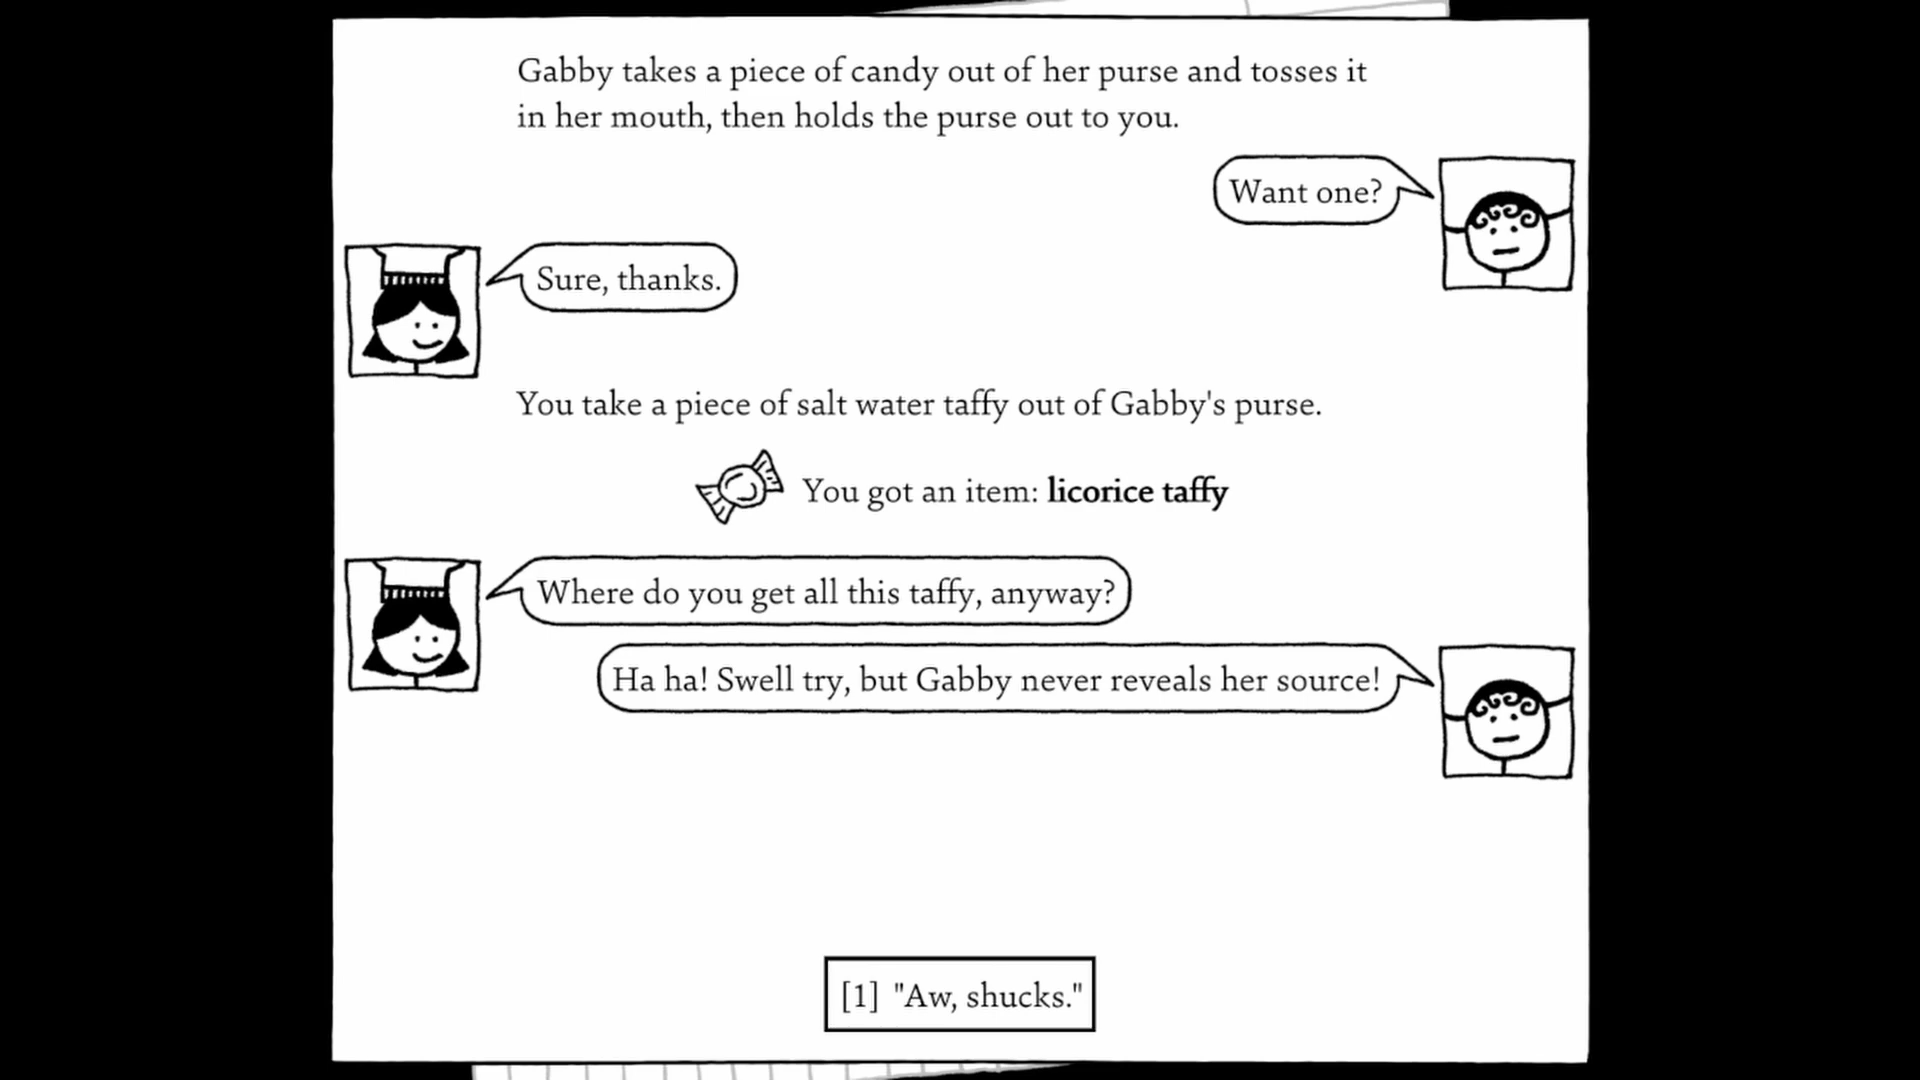 Gabby takes a piece of candy out of her purse and tosses it
in her mouth, then holds the purse out to you.
Want one?
Sure, thanks.
You take a piece of salt water taffy out of Gabby's purse.
You got an item: licorice taffy
Where do you get all this taffy, anyway?
Ha ha! Swell try, but Gabby never reveals her source!
[1] "Aw, shucks."